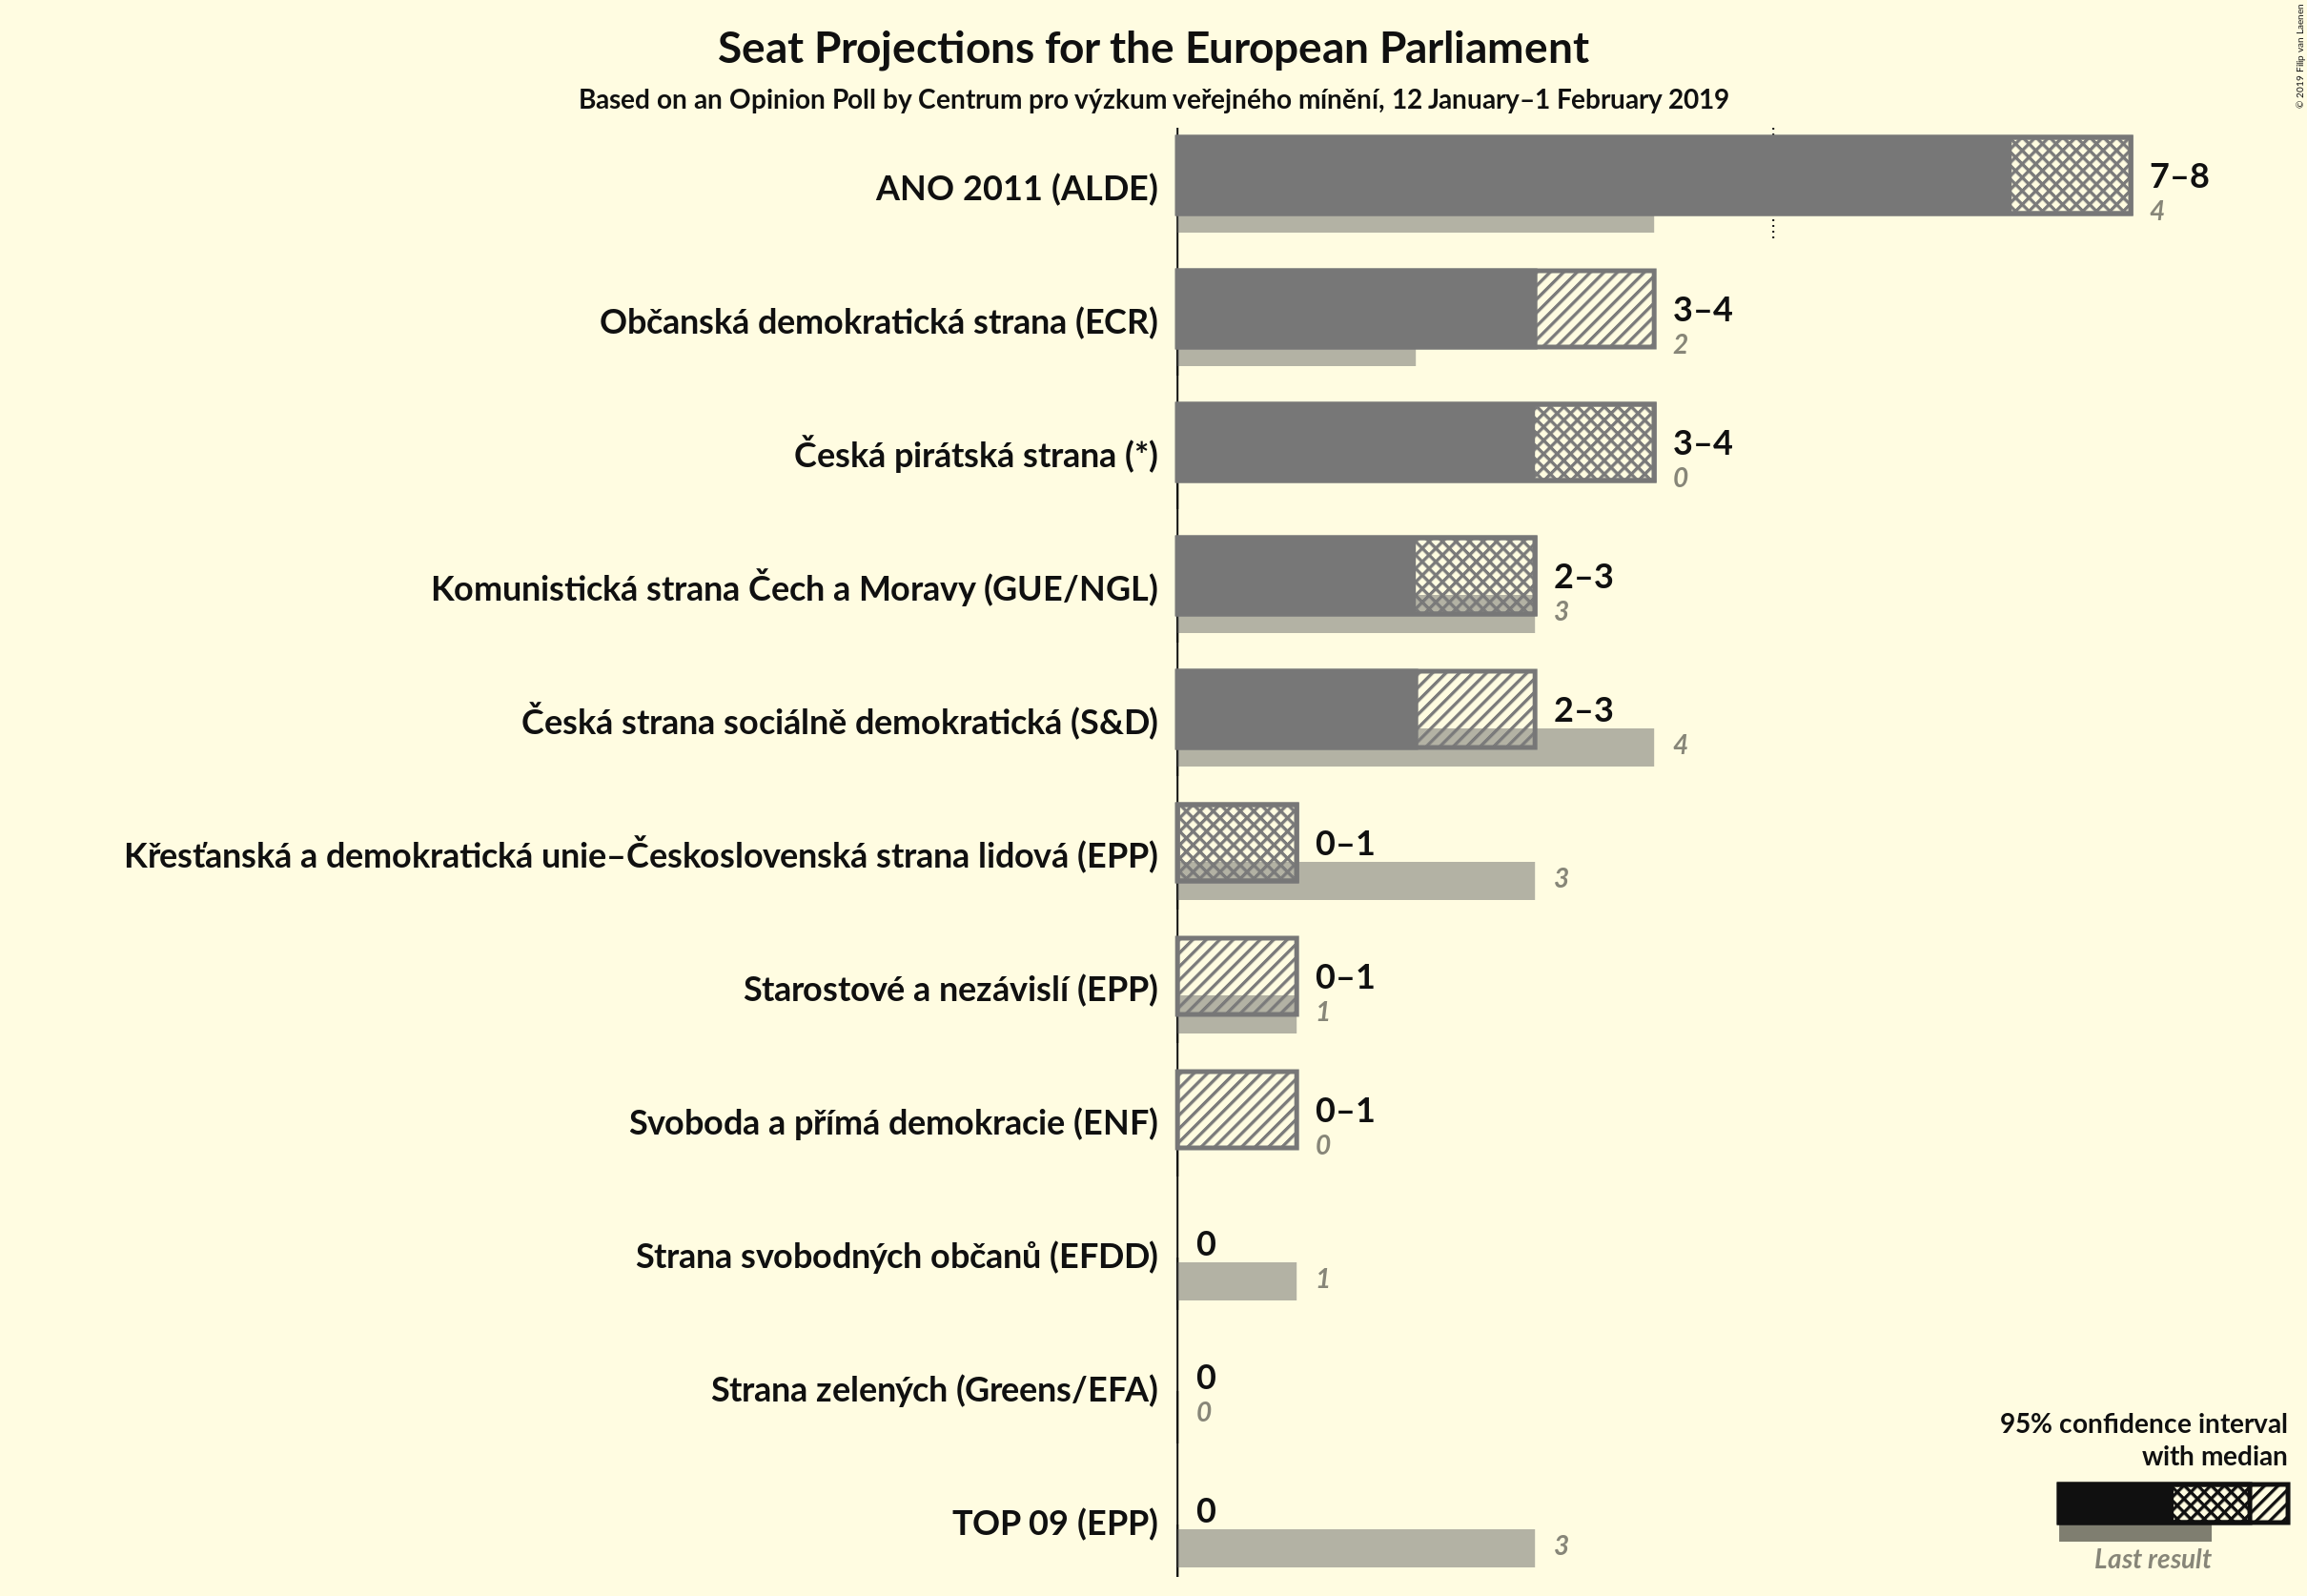 Seat Projections for the European Parliament
Based on an Opinion Poll by Centrum pro výzkum veřejného mínění, 12 January–1 February 2019
© 2019 Filip van Laenen
ANO 2011 (ALDE)
7–8
4
Občanská demokratická strana (ECR)
3–4
2
Česká pirátská strana (*)
3–4
0
Komunistická strana Čech a Moravy (GUE/NGL)
2–3
3
Česká strana sociálně demokratická (S&D)
2–3
4
Křesťanská a demokratická unie–Československá strana lidová (EPP)
0–1
3
Starostové a nezávislí (EPP)
0–1
1
Svoboda a přímá demokracie (ENF)
0–1
0
Strana svobodných občanů (EFDD)
0
1
Strana zelených (Greens/EFA)
0
0
TOP 09 (EPP)
0
3
95% confidence interval
with median
Last result